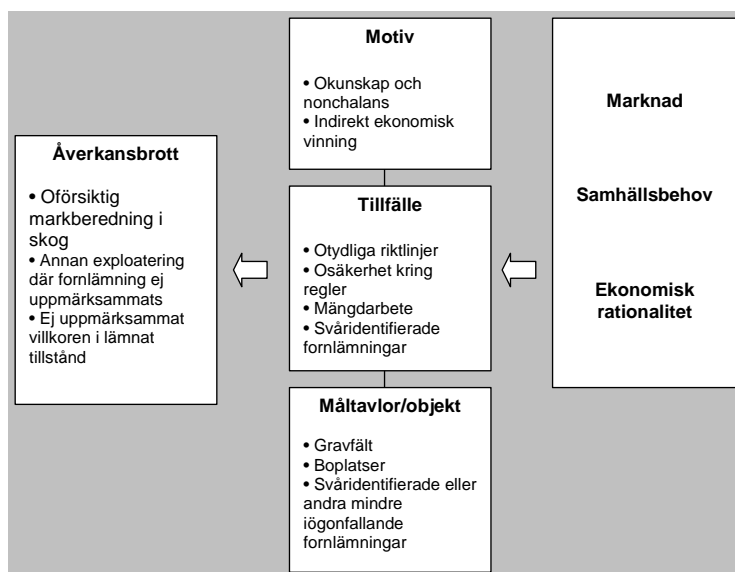 Åverkansbrott
• Oförsiktig
markberedning i
skog
• Annan exploatering
där fornlämning ej
uppmärksammats
• Ej uppmärksammat
villkoren i lämnat
tillstånd
Motiv
• Okunskap och
nonchalans
• Indirekt ekonomisk
vinning
Tillfälle
• Otydliga riktlinjer
• Osäkerhet kring
regler
• Mängdarbete
• Svåridentifierade
fornlämningar
Måltavlor/objekt
• Gravfält
• Boplatser
• Svåridentifierade eller
andra mindre
iögonfallande
fornlämningar
Marknad
Samhällsbehov
Ekonomisk
rationalitet